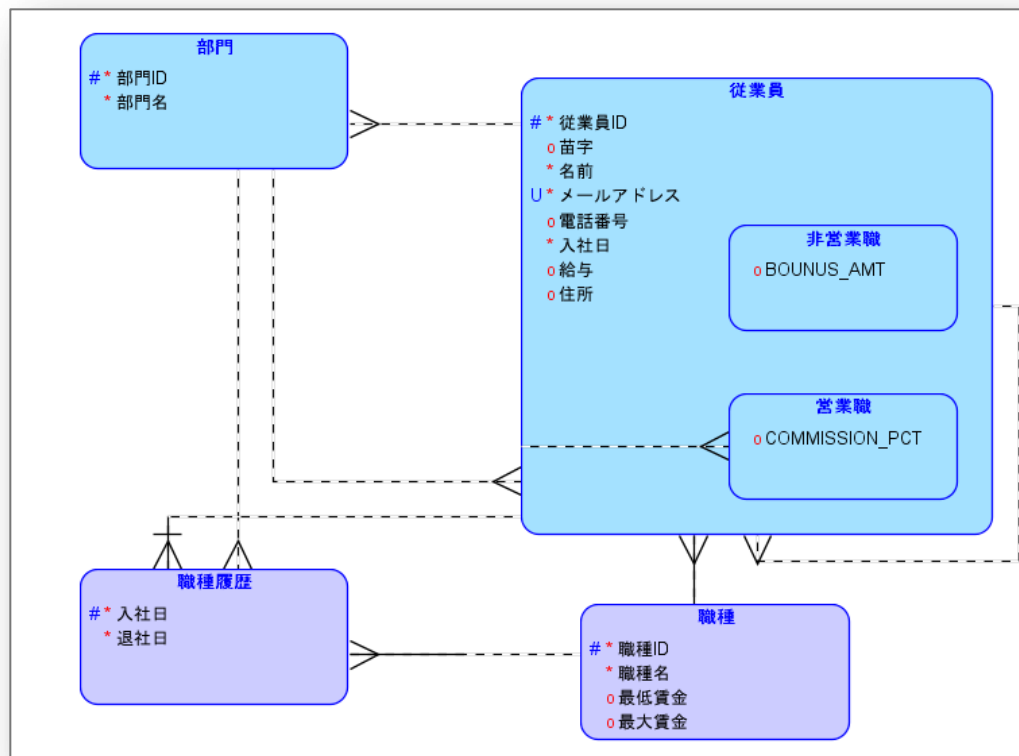 部門
#* 部門ID
* 部門名
従業員
#* 従業員ID
o 苗字
* 名前
U* メールアドレス
o 電話番号
* 入社日
o 給与
o 住所
非営業職
o BOUNUS_AMT
営業職
o COMMISSION_PCT
職種履歴
#* 入社日
* 退社日
職種
#* 職種ID
* 職種名
o 最低賃金
o 最大賃金